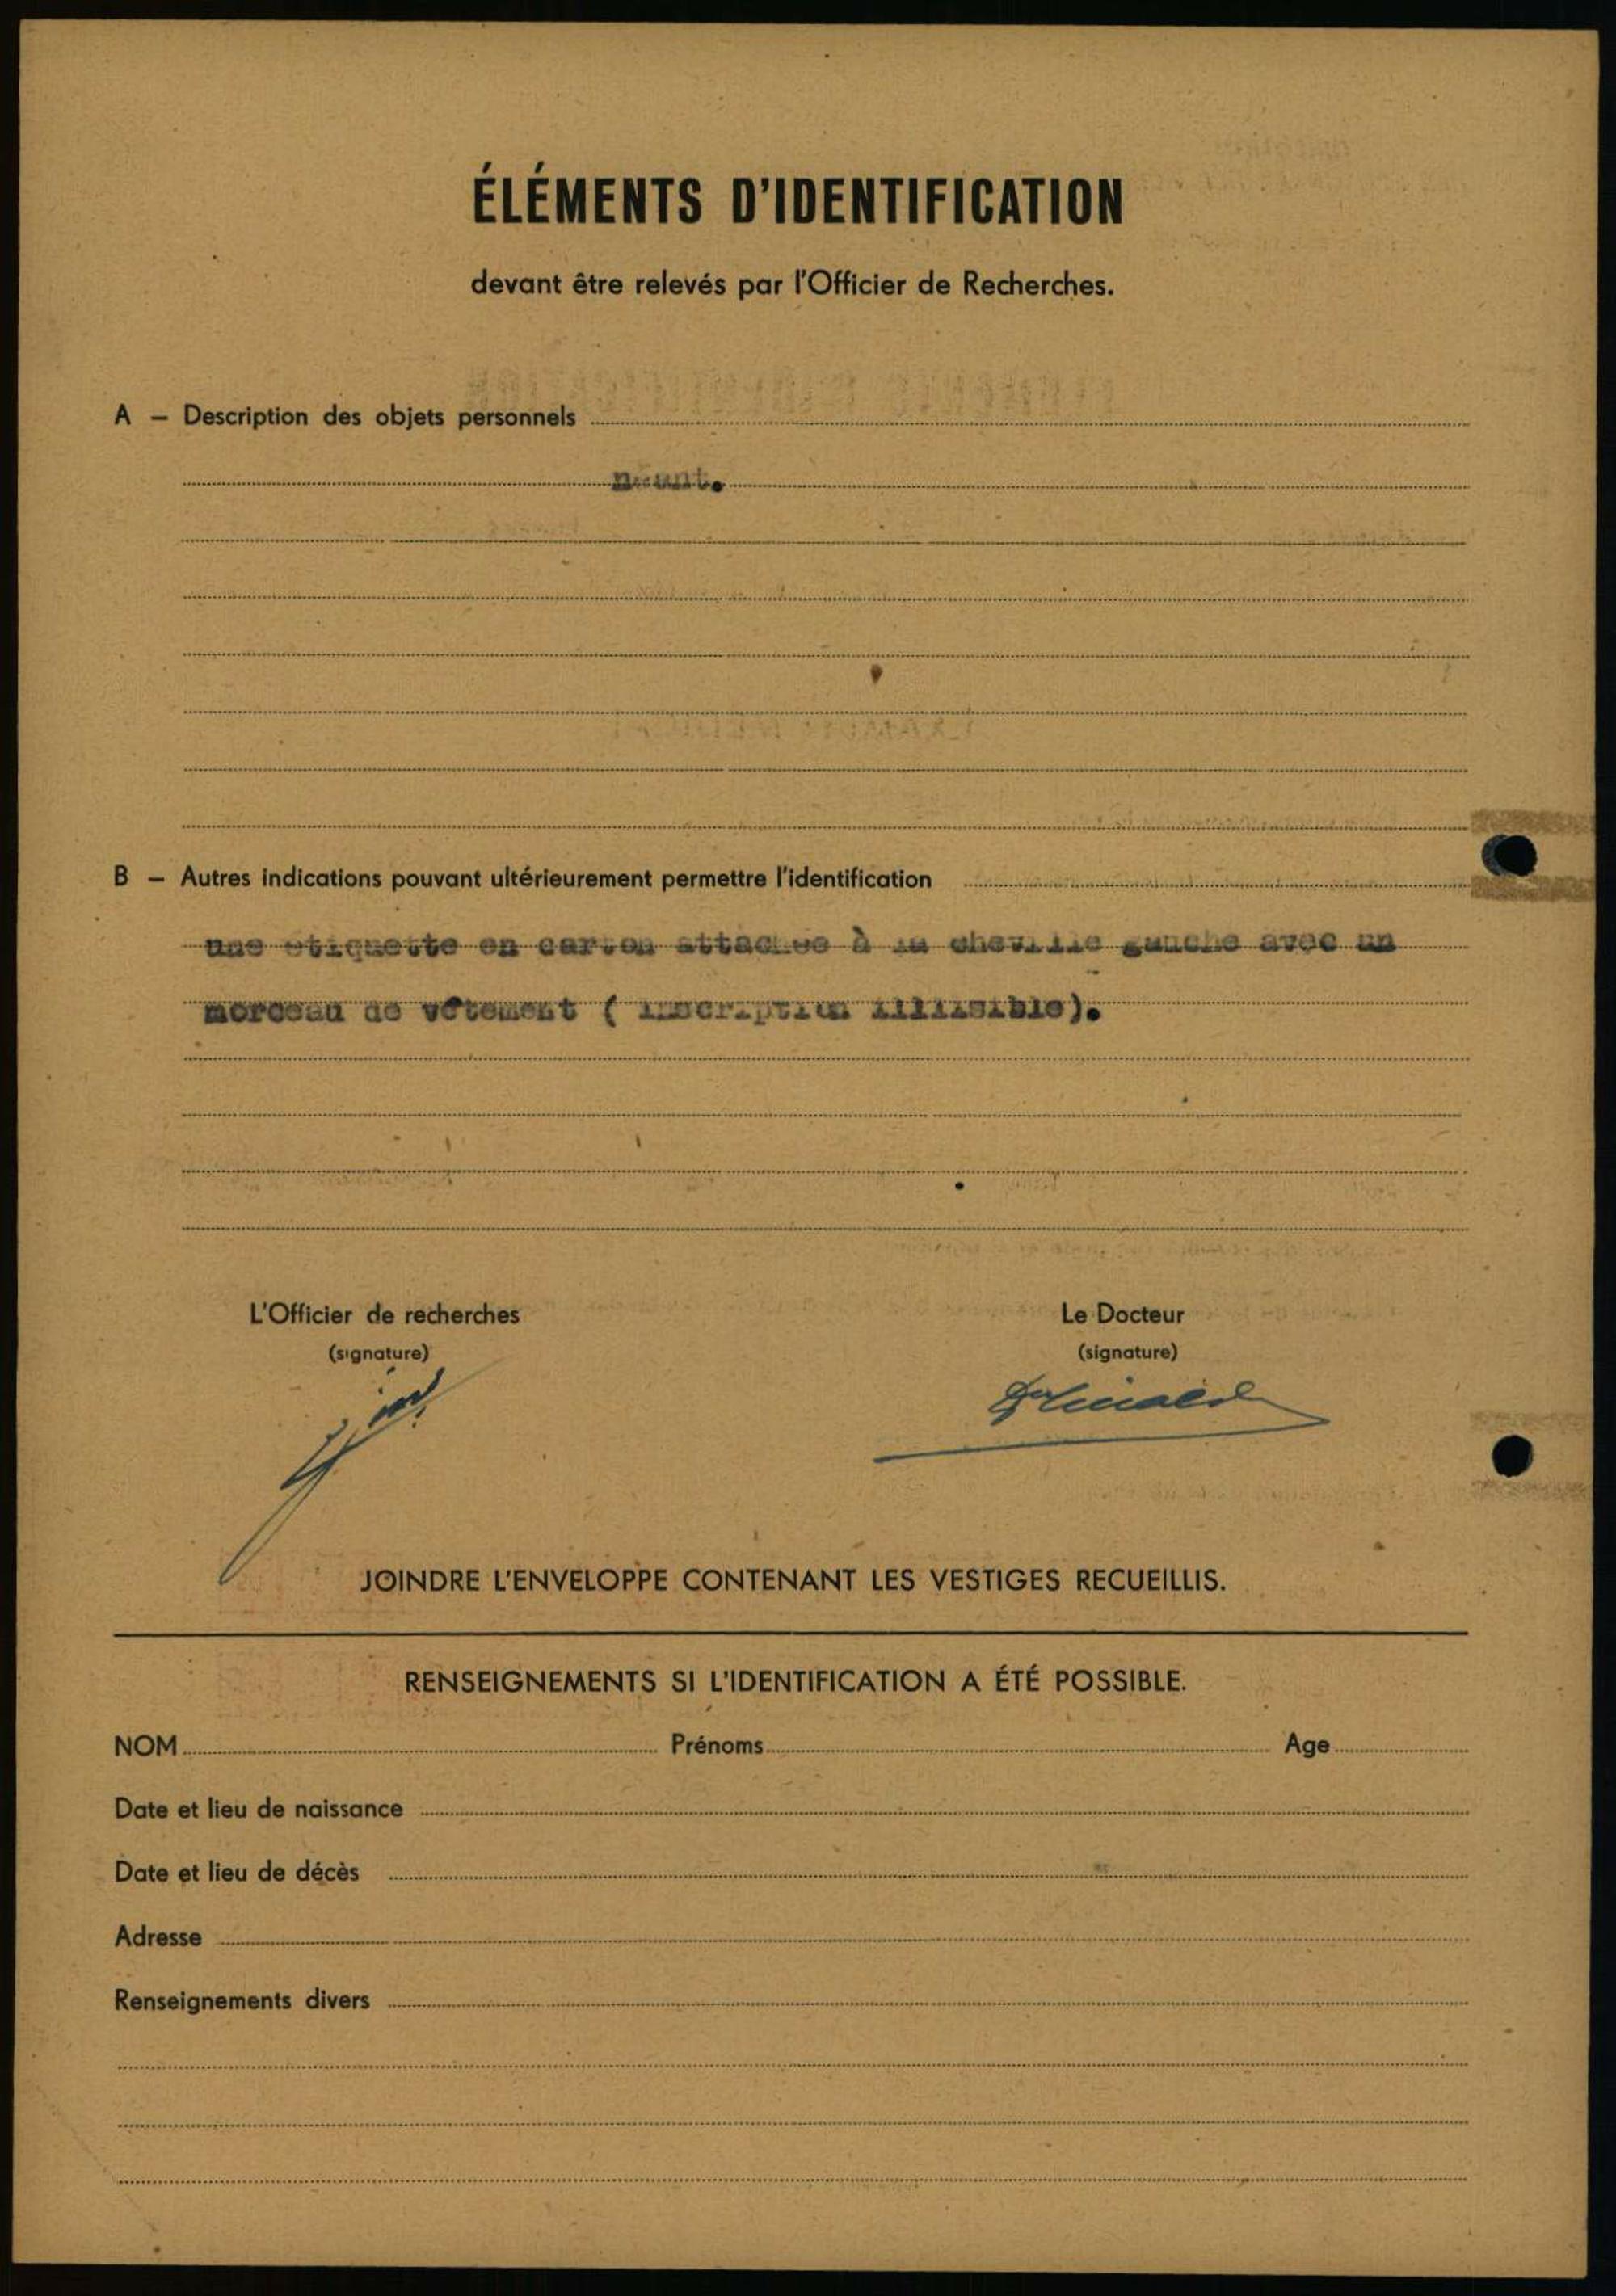 ÉLÉMENTS D'IDENTIFICATION
devant être relevés par l'Officier de Recherches.
A — Description des objets personnels
néant.
B — Autres indications pouvant ultérieurement permettre l'identification
une etiquette en carton attachee à la cheville gauche avec un
morceau de vêtement ( inscription illisible).
L'Officier de recherches
Le Docteur
(signature)
(signature)
JOINDRE L'ENVELOPPE CONTENANT LES VESTIGES RECUEILLIS.
RENSEIGNEMENTS SI L'IDENTIFICATION A ÉTÉ POSSIBLE.
NOM Prénoms Age
Date et lieu de naissance
Date et lieu de décès
Adresse
Renseignements divers